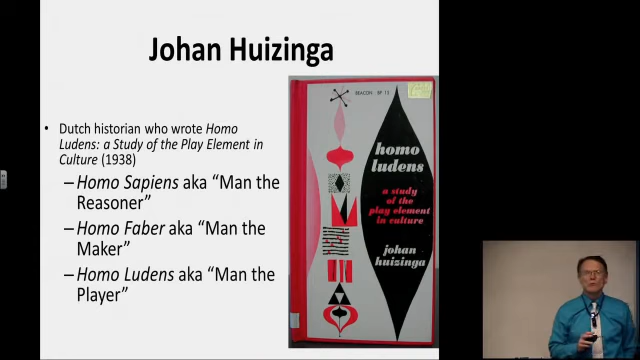 Johan Huizinga
• Dutch historian who wrote Homo
Ludens: a Study of the Play Element in
Culture (1938)
–Homo Sapiens aka “Man the
Reasoner”
–Homo Faber aka “Man the
Maker”
–Homo Ludens aka “Man the
Player”
BEACON BP 15
homo
ludens
a study
of the
play element
in culture
johan
huizinga